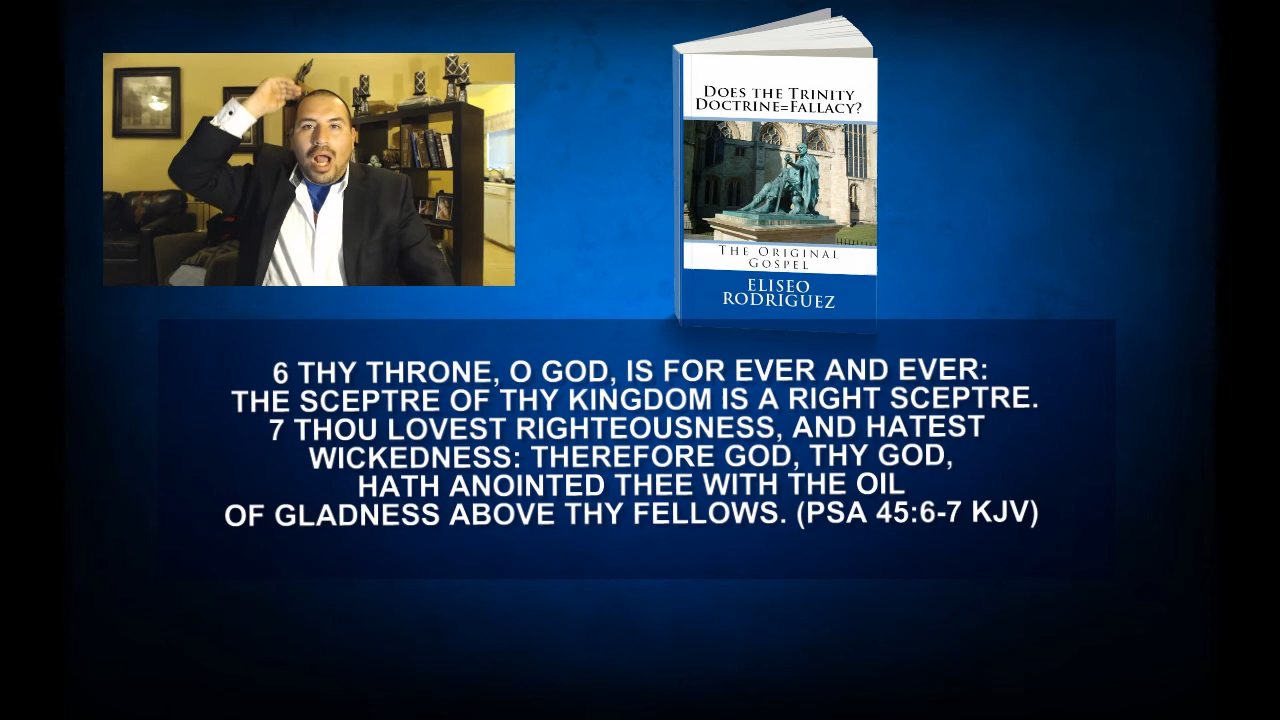 DOES THE TRINITY
DOCTRINE=FALLACY?
THE ORIGINAL
GOSPEL
ELISEO
RODRIGUEZ
6 THY THRONE, O GOD, IS FOR EVER AND EVER:
THE SCEPTRE OF THY KINGDOM IS A RIGHT SCEPTRE.
7 THOU LOVEST RIGHTEOUSNESS, AND HATEST
WICKEDNESS: THEREFORE GOD, THY GOD,
HATH ANOINTED THEE WITH THE OIL
OF GLADNESS ABOVE THY FELLOWS. (PSA 45:6-7 KJV)